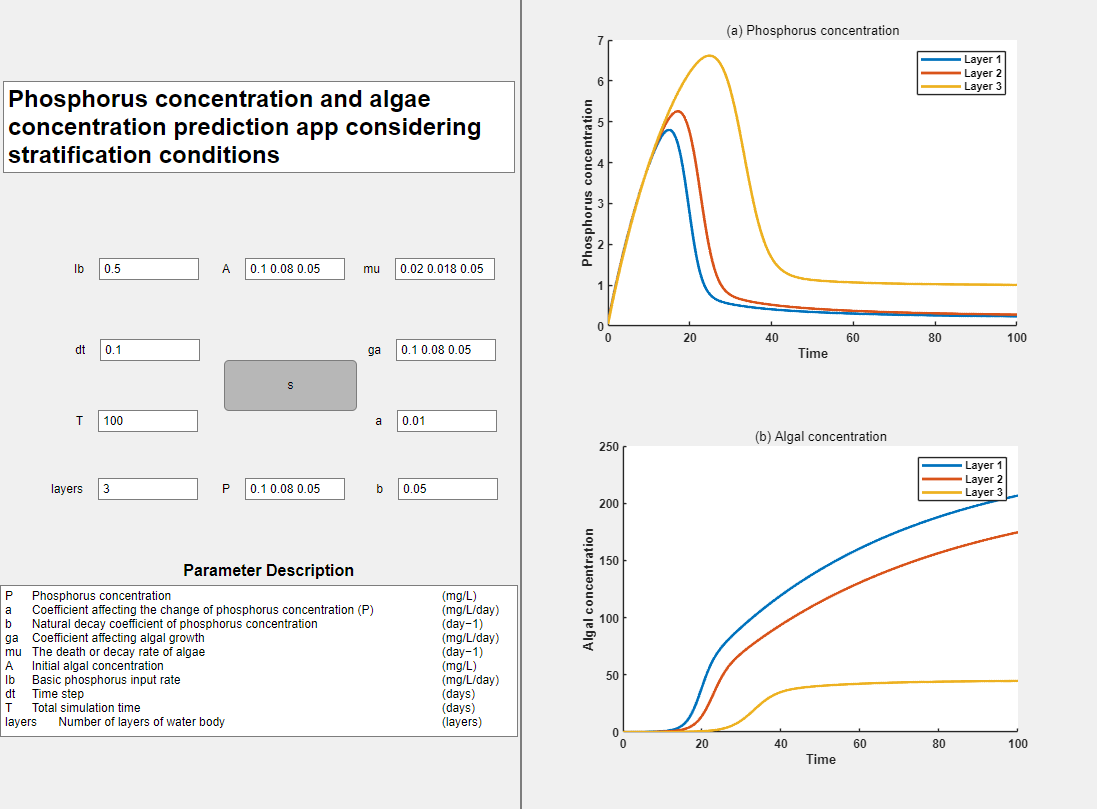 Phosphorus concentration and algae
concentration prediction app considering
stratification conditions
Ib 0.5 A 0.1 0.08 0.05 mu 0.02 0.018 0.05
dt 0.1 ga 0.1 0.08 0.05
s
T 100 a 0.01
layers 3 P 0.1 0.08 0.05 b 0.05
Parameter Description
P Phosphorus concentration (mg/L)
a Coefficient affecting the change of phosphorus concentration (P) (mg/L/day)
b Natural decay coefficient of phosphorus concentration (day−1)
ga Coefficient affecting algal growth (mg/L/day)
mu The death or decay rate of algae (day−1)
A Initial algal concentration (mg/L)
Ib Basic phosphorus input rate (mg/L/day)
dt Time step (days)
T Total simulation time (days)
layers Number of layers of water body (layers)
(a) Phosphorus concentration
Phosphorus concentration
7
6
5
4
3
2
1
0
Layer 1
Layer 2
Layer 3
0 20 40 60 80 100
Time
(b) Algal concentration
Algal concentration
250
200
150
100
50
0
Layer 1
Layer 2
Layer 3
0 20 40 60 80 100
Time